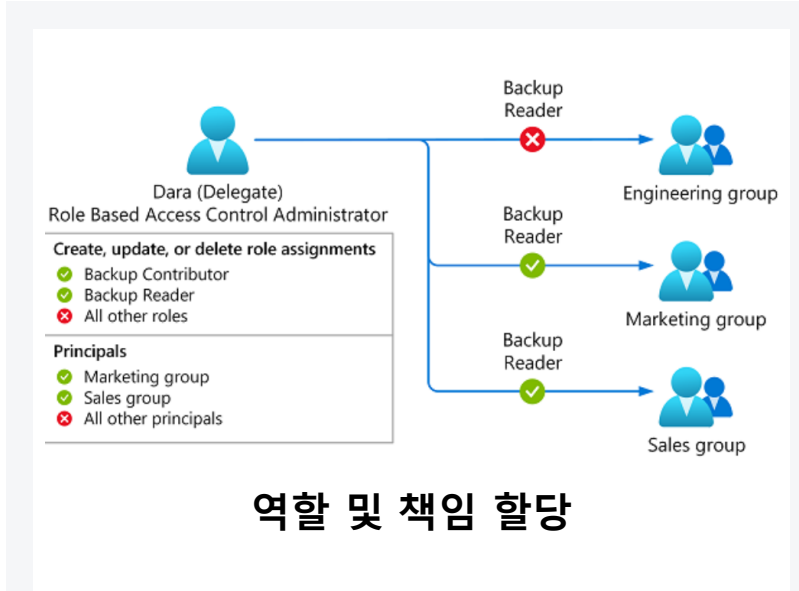 Backup
Reader
Engineering group
Dara (Delegate)
Role Based Access Control Administrator
Create, update, or delete role assignments
Backup Contributor
Backup Reader
All other roles
Principals
Marketing group
Sales group
All other principals
Backup
Reader
Marketing group
Backup
Reader
Sales group
역할 및 책임 할당